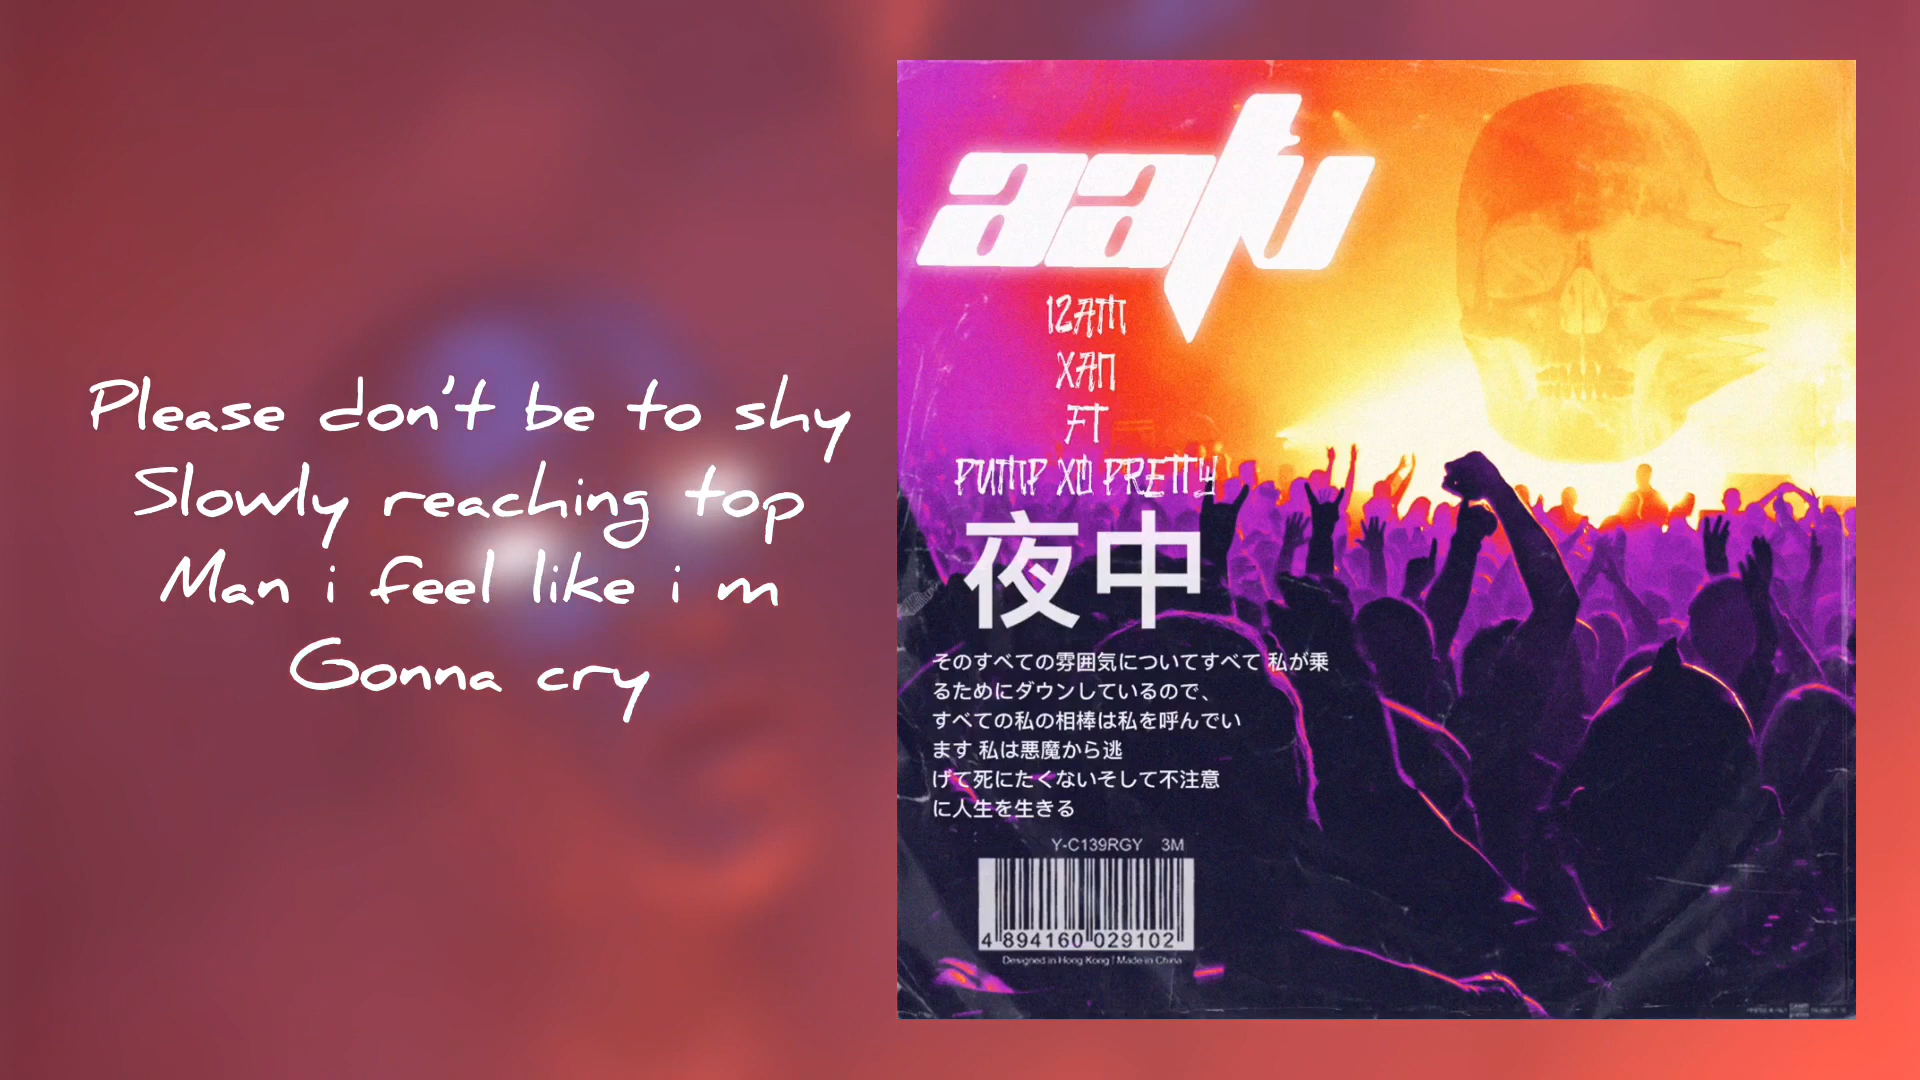 Please don't be to shy
Slowly reaching top
Man i feel like i m
Gonna cry
aatu
12AM
XAN
FT
PUMP XO PRETTY
夜中
そのすべての雰囲気についてすべて 私が乗
るためにダウンしているので、
すべての私の相棒は私を呼んでい
ます 私は悪魔から逃
げて死にたくないそして不注意
に人生を生きる
Y-C139RGY 3M
4 894160 029102
Designed in Hong Kong | Made in China